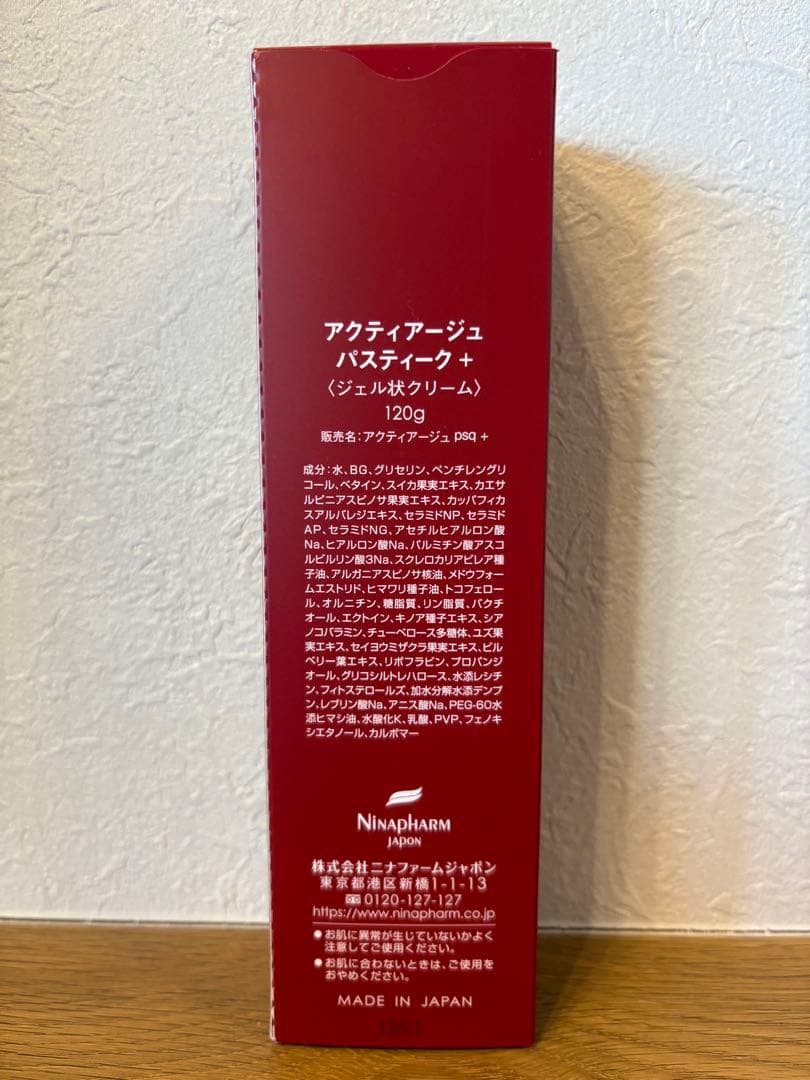 アクティアージュ
パスティーク +
〈ジェル状クリーム〉
120g
販売名：アクティアージュ psq +
成分：水、BG、グリセリン、ペンチレングリ
コール、ベタイン、スイカ果実エキス、カエサ
ルピニアスピノサ果実エキス、カッパフィカ
スアルバレジエキス、セラミドNP、セラミド
AP、セラミドNG、アセチルヒアルロン酸
Na、ヒアルロン酸Na、パルミチン酸アスコ
ルビルリン酸3Na、スクレロカリアビレア種
子油、アルガニアスピノサ核油、メドウフォー
ムエストリド、ヒマワリ種子油、トコフェロー
ル、オルニチン、糖脂質、リン脂質、バクチ
オール、エクトイン、キノア種子エキス、シア
ノコバラミン、チューベロース多糖体、ユズ果
実エキス、セイヨウミザクラ果実エキス、ビル
ベリー葉エキス、リボフラビン、プロパンジ
オール、グリコシルトレハロース、水添レシチ
ン、フィトステロールズ、加水分解水添デンプ
ン、レブリン酸Na、アニス酸Na、PEG-60水
添ヒマシ油、水酸化K、乳酸、PVP、フェノキ
シエタノール、カルボマー
NINAPHARM
JAPON
株式会社ニナファームジャポン
東京都港区新橋1-1-13
0120-127-127
https://www.ninapharm.co.jp
●お肌に異常が生じていないかよく
注意してご使用ください。
●お肌に合わないときは、ご使用を
おやめください。
MADE IN JAPAN